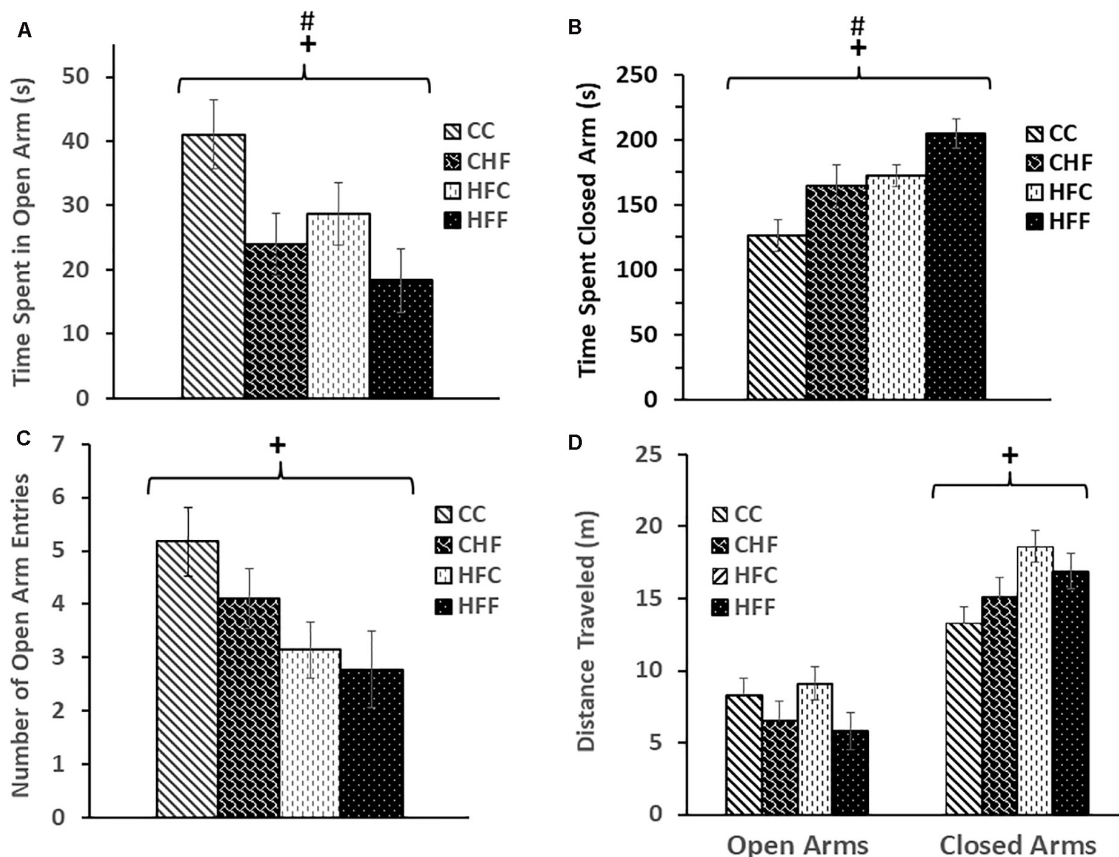 A
#
+
Time Spent in Open Arm (s)
50
40
30
20
10
0
CC
CHF
HFC
HFF
B
#
+
Time Spent Closed Arm (s)
250
200
150
100
50
0
CC
CHF
HFC
HFF
C
+
Number of Open Arm Entries
7
6
5
4
3
2
1
0
CC
CHF
HFC
HFF
D
+
Distance Traveled (m)
25
20
15
10
5
0
CC
CHF
HFC
HFF
Open Arms
Closed Arms